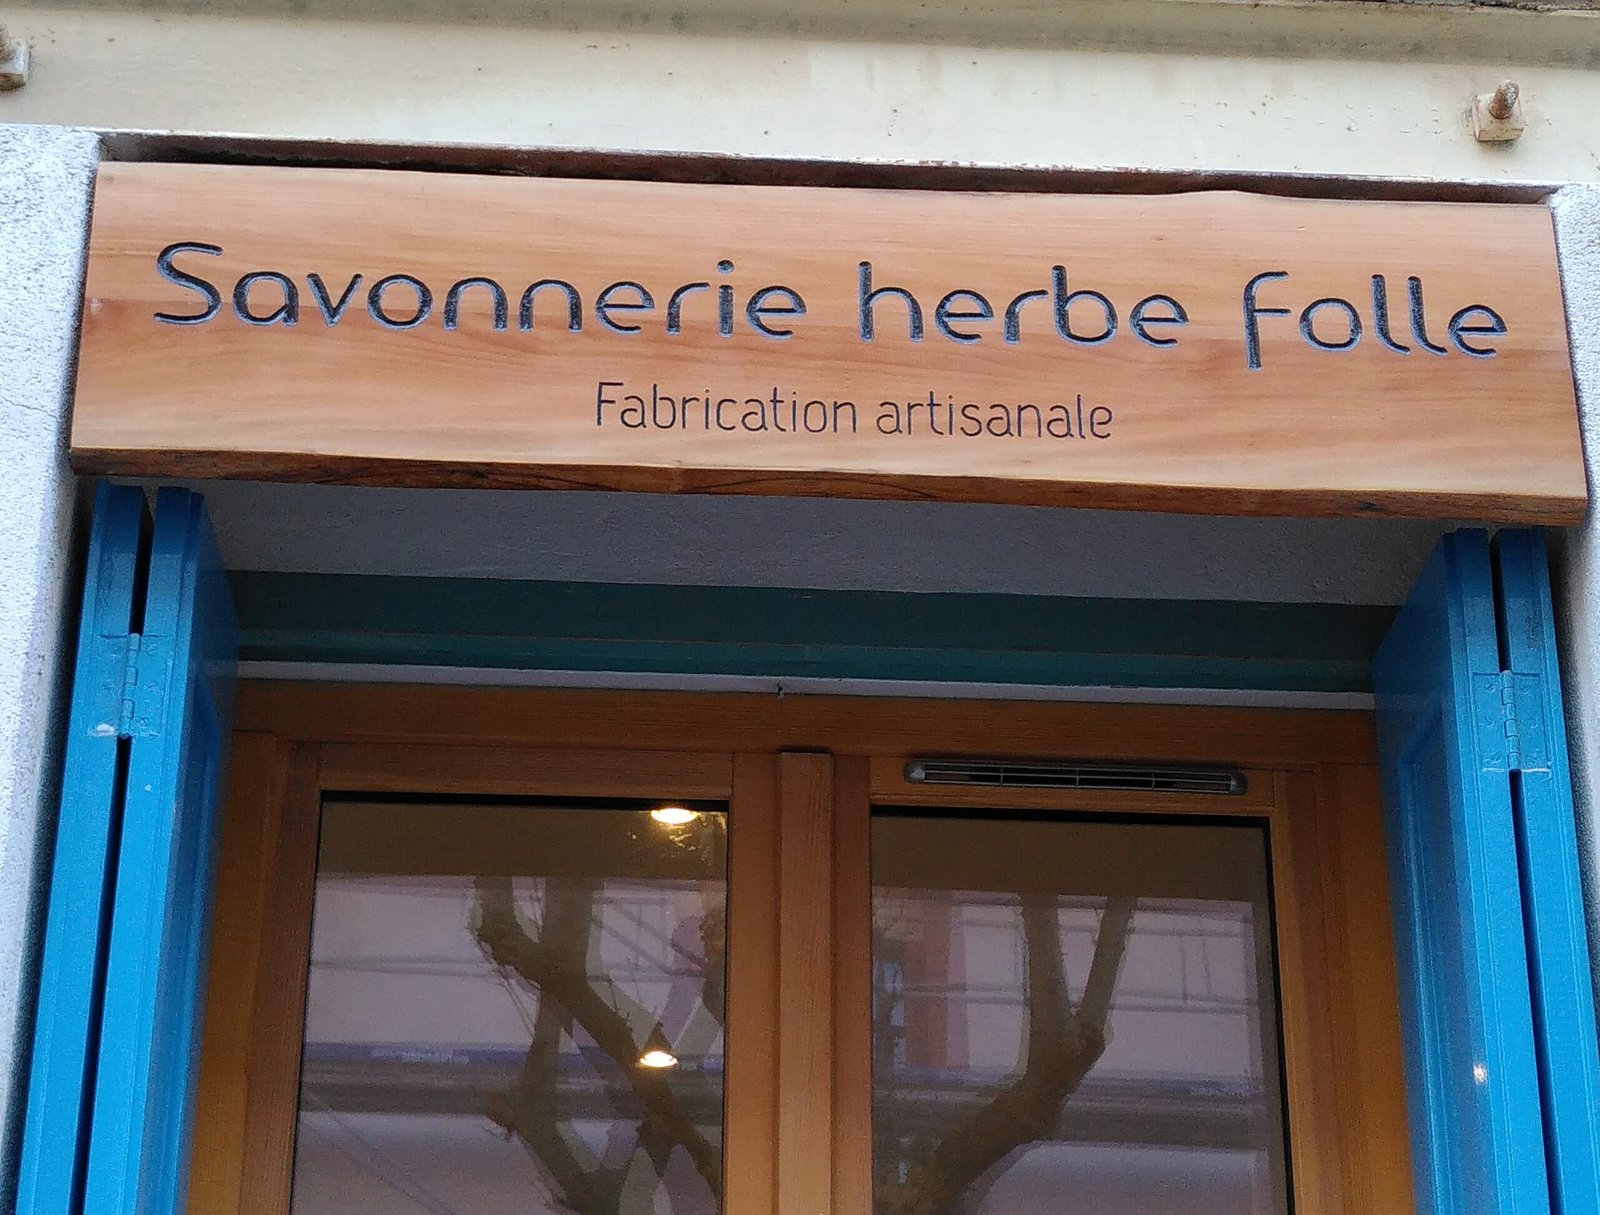 Savonnerie herbe folle
Fabrication artisanale